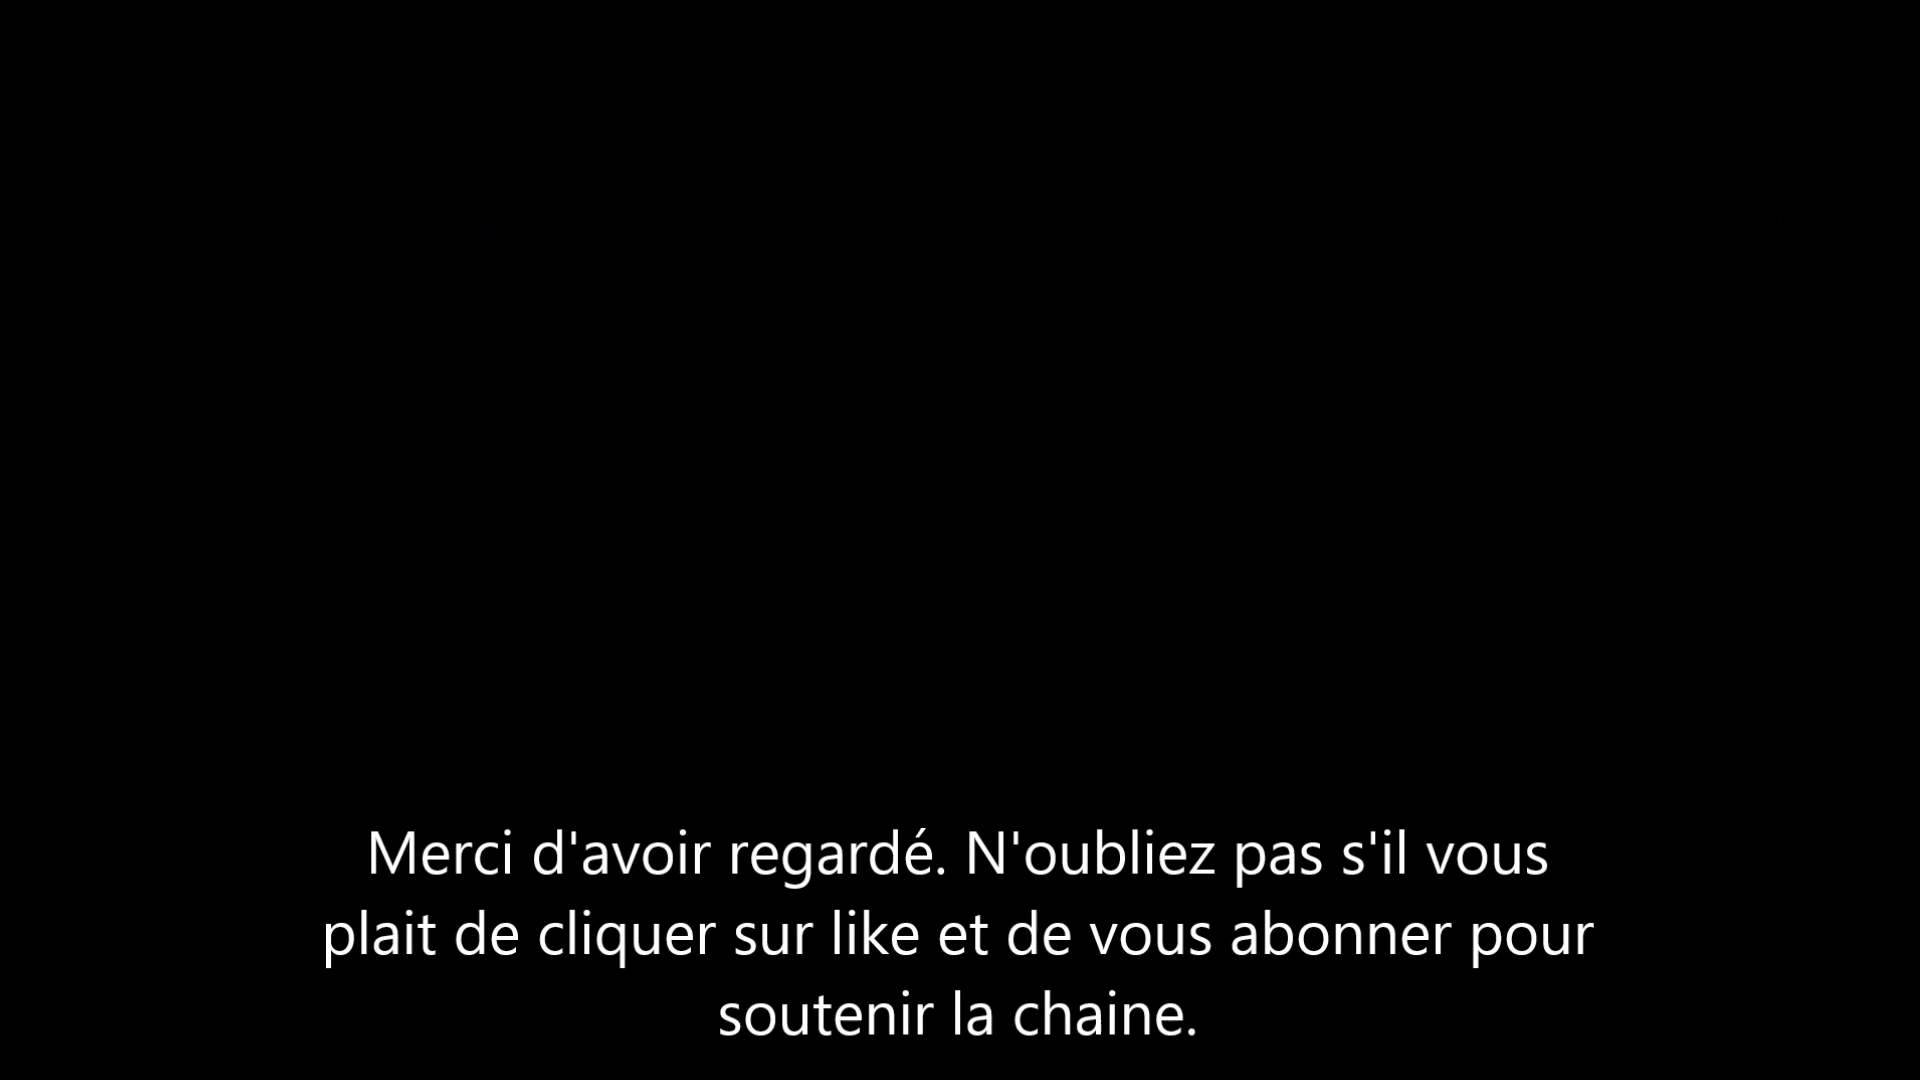 Merci d'avoir regardé. N'oubliez pas s'il vous
plait de cliquer sur like et de vous abonner pour
soutenir la chaine.